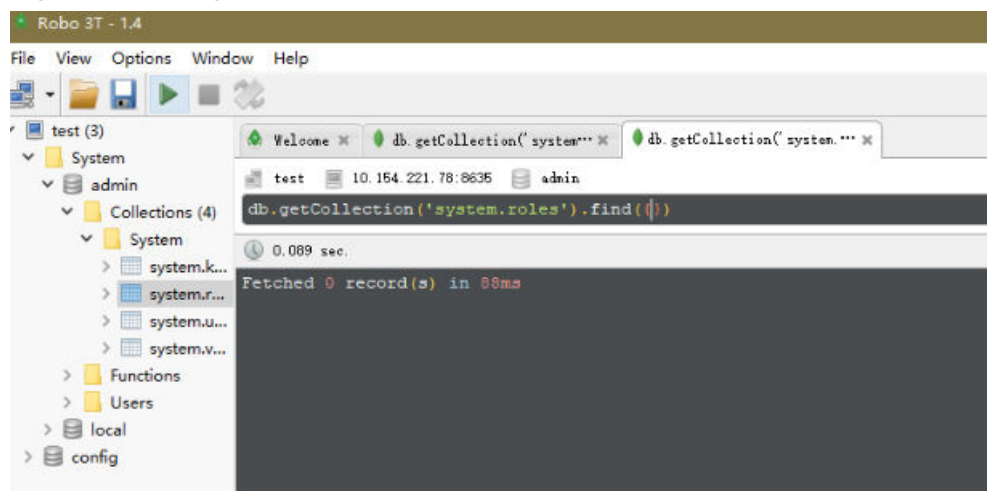 Robo 3T - 1.4
File View Options Window Help
test (3)
System
admin
Collections (4)
System
system.k...
system.r...
system.u...
system.v...
Functions
Users
local
config
Welcome db.getCollection('system··· db.getCollection('system.···
test 10.154.221.78:8635 admin
db.getCollection('system.roles').find({})
0.089 sec.
Fetched 0 record(s) in 88ms